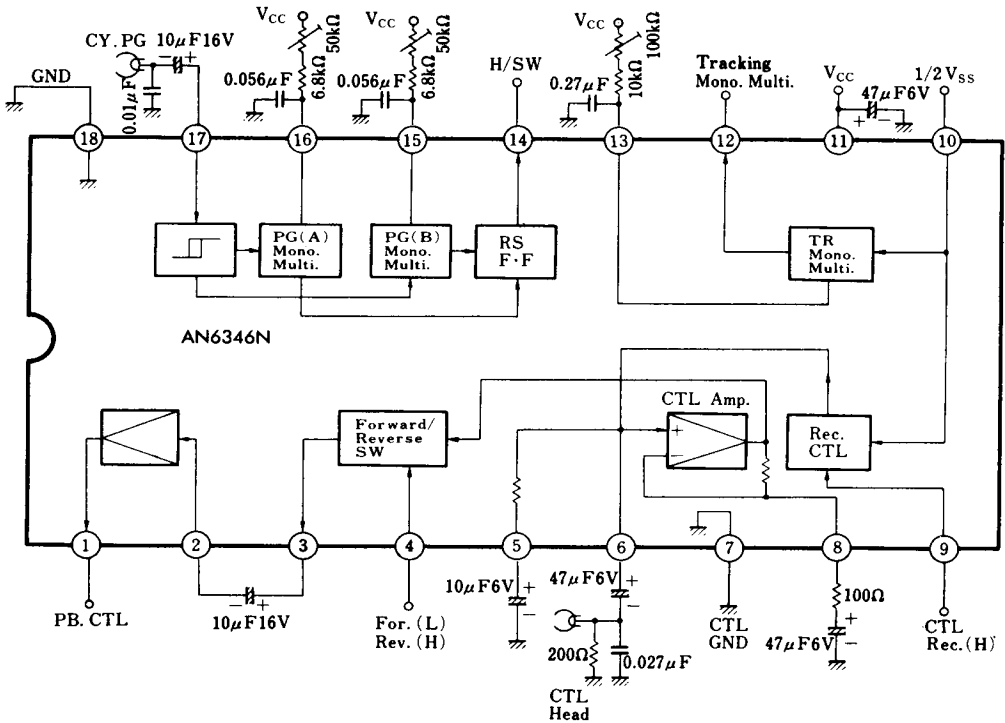 CY. PG
10μF16V
GND
0.01μF
VCC
50kΩ
0.056μF
6.8kΩ
VCC
50kΩ
0.056μF
6.8kΩ
H/SW
VCC
100kΩ
0.27μF
10kΩ
Tracking
Mono. Multi.
VCC
47μF6V
+
−
1/2VSS
18
17
16
15
14
13
12
11
10
PG(A)
Mono.
Multi.
PG(B)
Mono.
Multi.
RS
F·F
TR
Mono.
Multi.
AN6346N
Forward/
Reverse
SW
CTL Amp.
+
−
Rec.
CTL
1
2
3
4
5
6
7
8
9
PB. CTL
− +
10μF16V
For. (L)
Rev. (H)
10μF6V
+
−
47μF6V
+
−
200Ω
0.027μF
CTL
Head
CTL
GND
100Ω
47μF6V
+
−
CTL
Rec.(H)